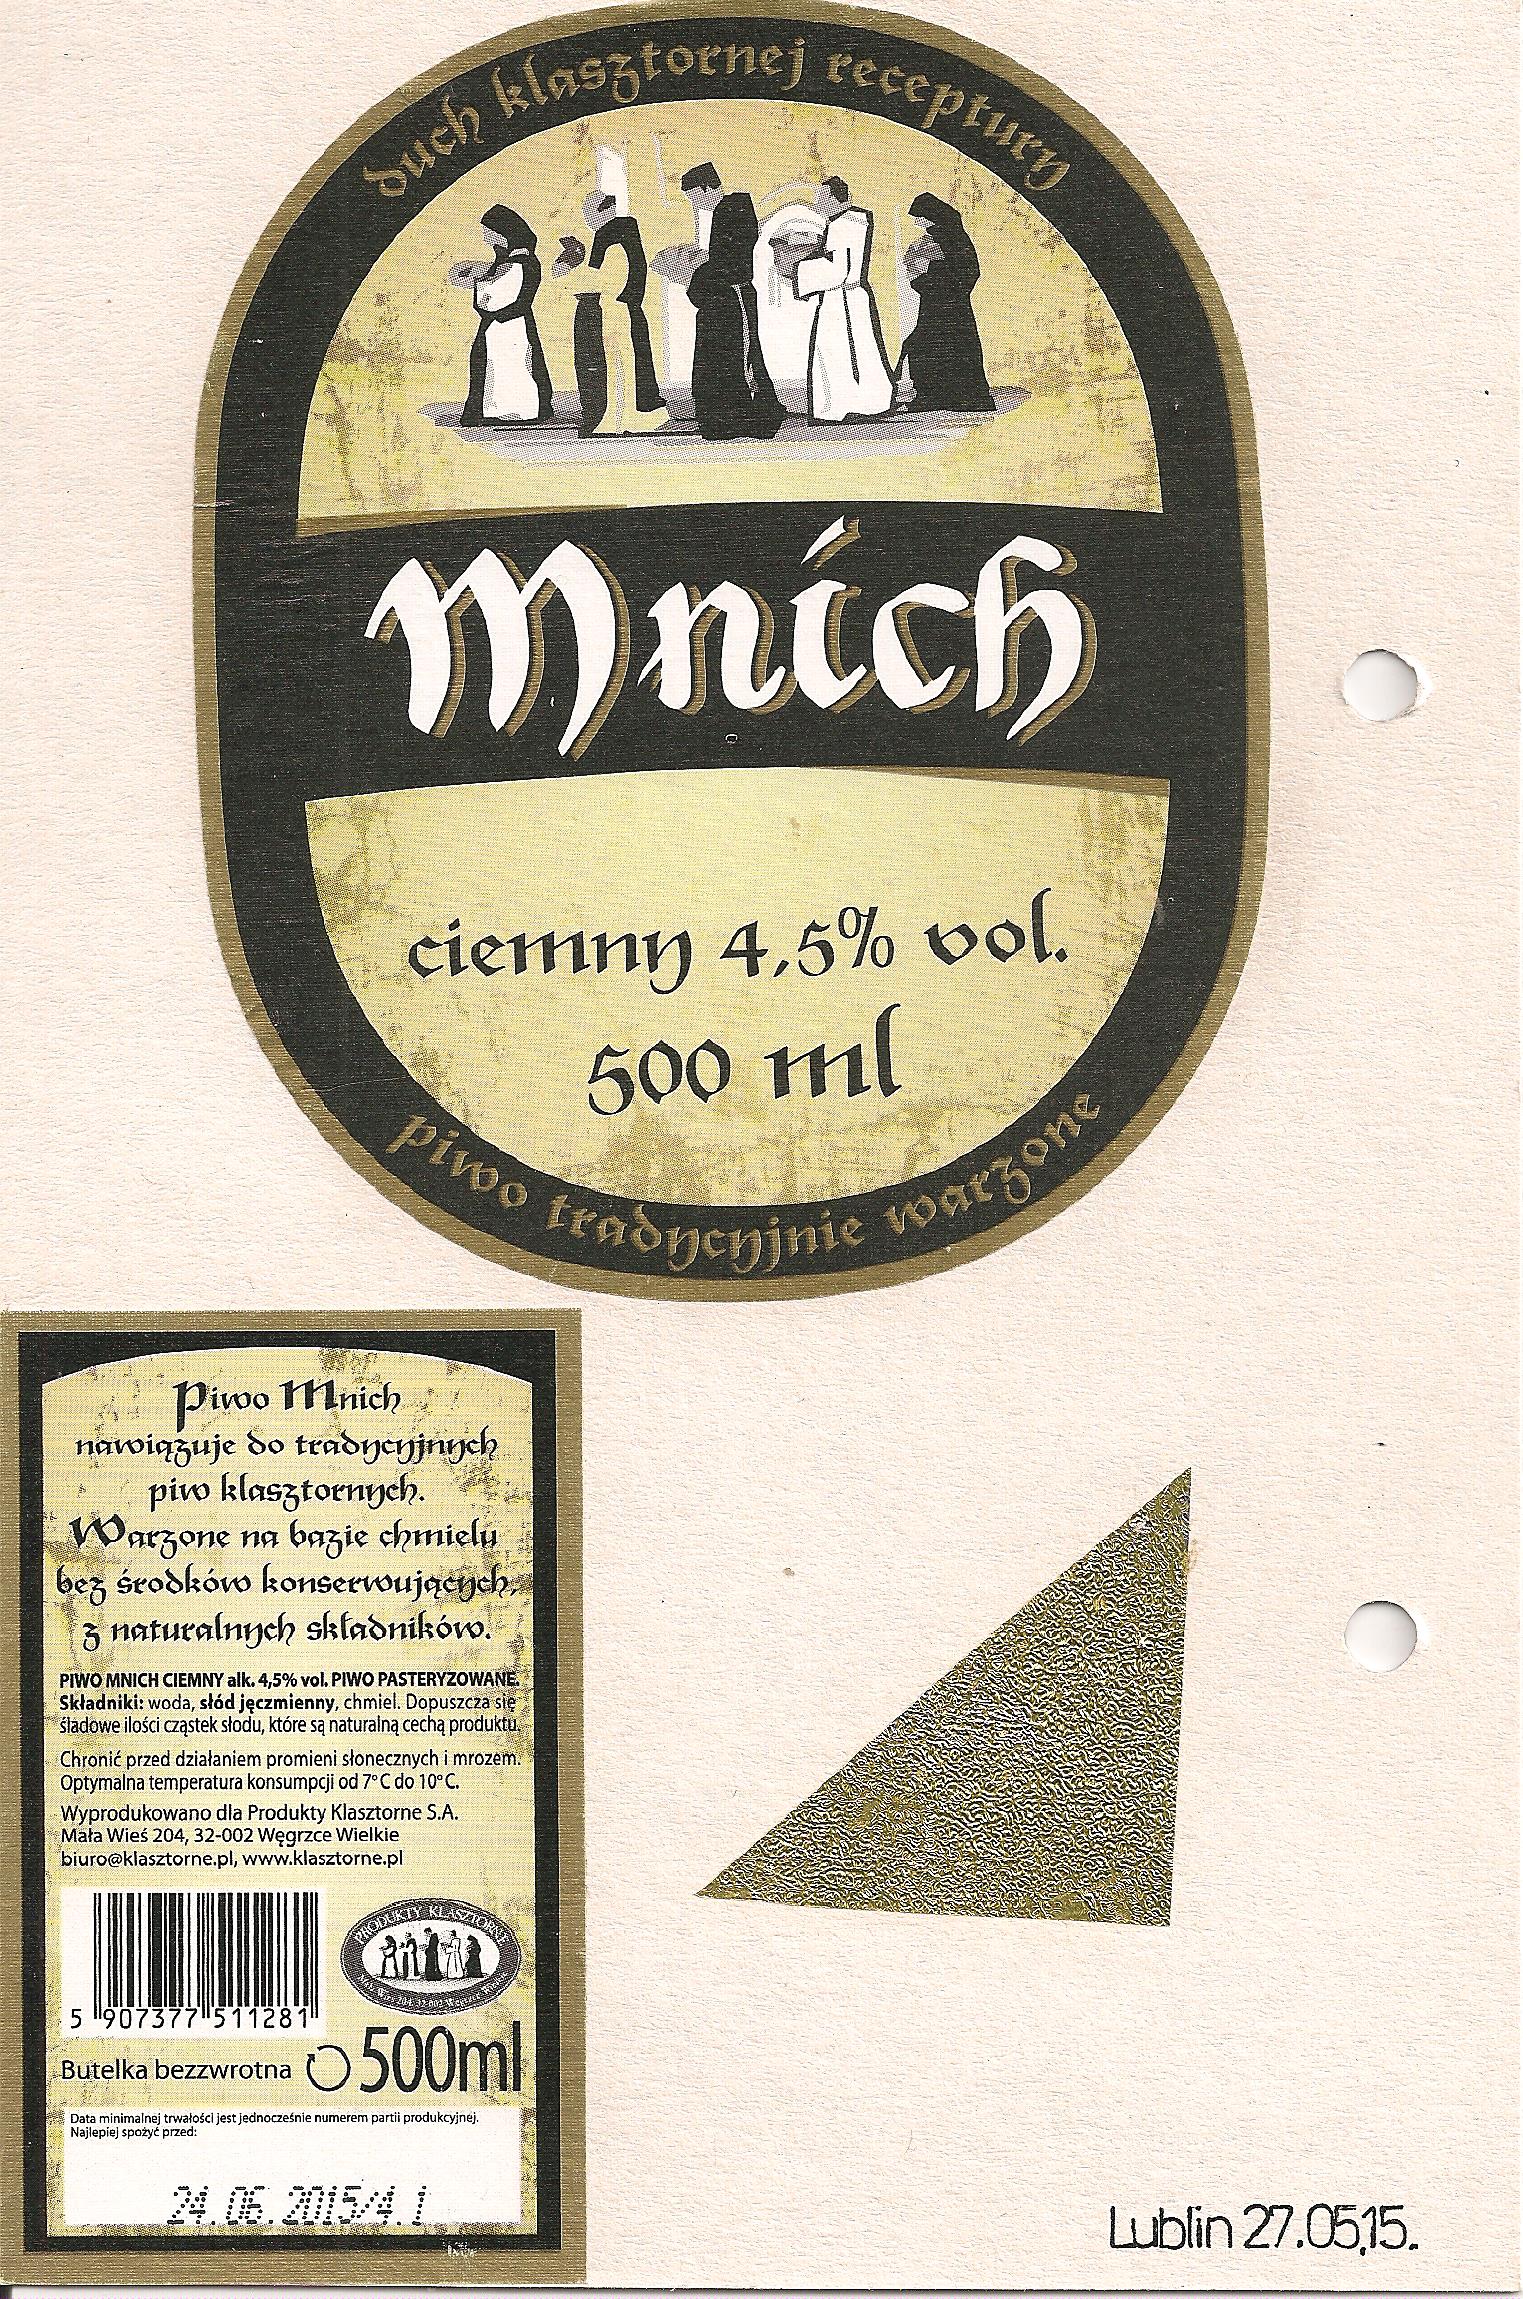 duch klasztornej receptury
Mnich
ciemny 4,5% vol.
500 ml
piwo tradycyjnie warzone
Piwo Mnich
nawiązuje do tradycyjnych
piw klasztornych.
Warzone na bazie chmielu
bez środków konserwujących,
z naturalnych składników.
PIWO MNICH CIEMNY alk. 4,5% vol. PIWO PASTERYZOWANE.
Składniki: woda, słód jęczmienny, chmiel. Dopuszcza się
śladowe ilości cząstek słodu, które są naturalną cechą produktu.
Chronić przed działaniem promieni słonecznych i mrozem.
Optymalna temperatura konsumpcji od 7°C do 10°C.
Wyprodukowano dla Produkty Klasztorne S.A.
Mała Wieś 204, 32-002 Węgrzce Wielkie
biuro@klasztorne.pl, www.klasztorne.pl
PRODUKTY KLASZTORNE
5 907377 511281
Butelka bezzwrotna 500ml
Data minimalnej trwałości jest jednocześnie numerem partii produkcyjnej.
Najlepiej spożyć przed:
24.06.2015/4.1
Lublin 27.05.15.